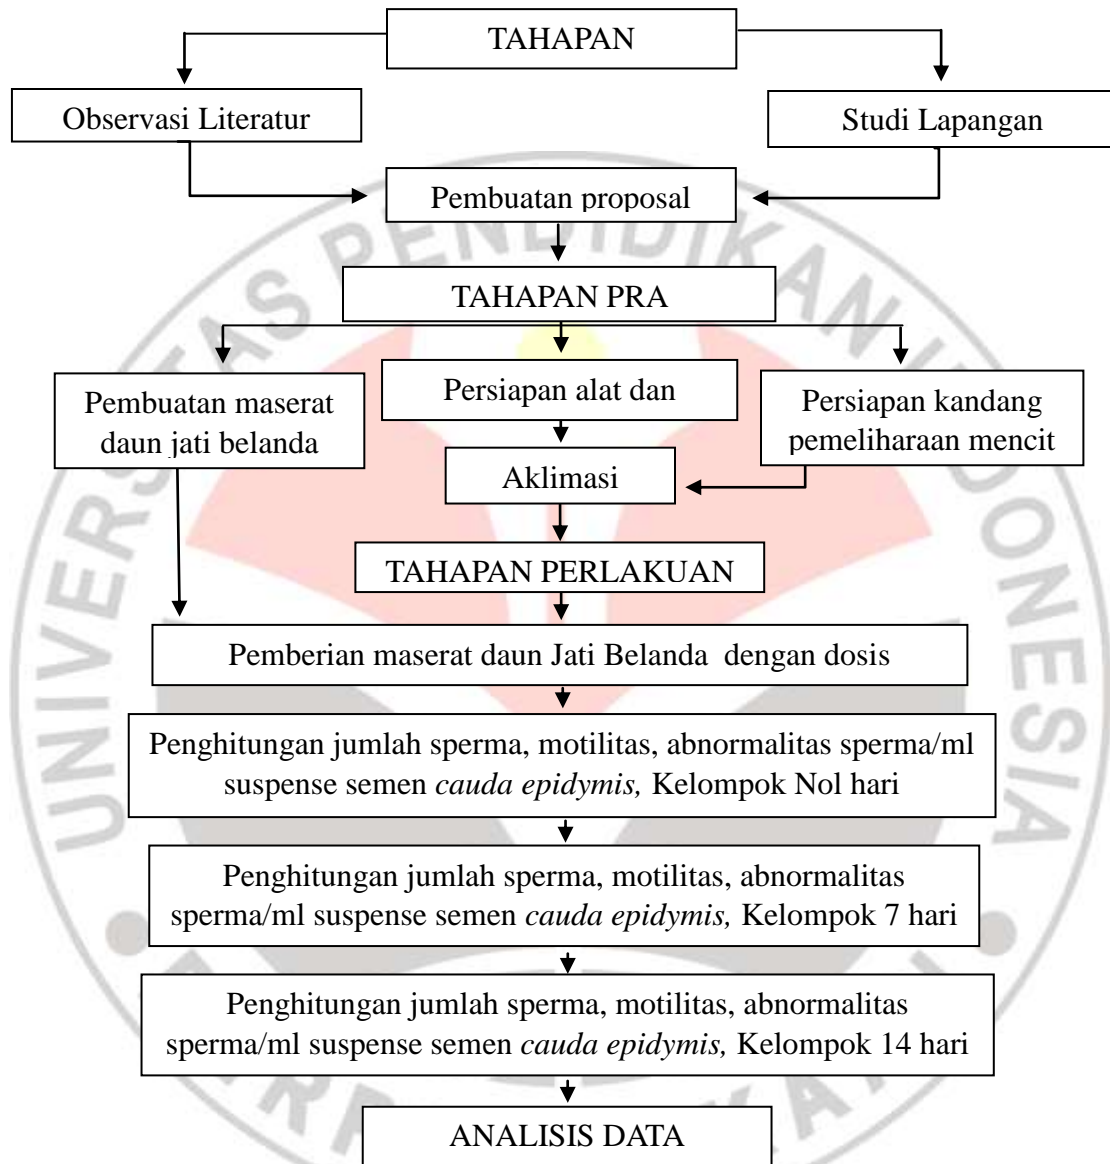 TAHAPAN
Observasi Literatur
Studi Lapangan
Pembuatan proposal
TAHAPAN PRA
Pembuatan maserat
daun jati belanda
Persiapan alat dan
Persiapan kandang
pemeliharaan mencit
Aklimasi
TAHAPAN PERLAKUAN
Pemberian maserat daun Jati Belanda dengan dosis
Penghitungan jumlah sperma, motilitas, abnormalitas sperma/ml
suspense semen cauda epidymis, Kelompok Nol hari
Penghitungan jumlah sperma, motilitas, abnormalitas
sperma/ml suspense semen cauda epidymis, Kelompok 7 hari
Penghitungan jumlah sperma, motilitas, abnormalitas
sperma/ml suspense semen cauda epidymis, Kelompok 14 hari
ANALISIS DATA
UNIVERSITAS PENDIDIKAN INDONESIA